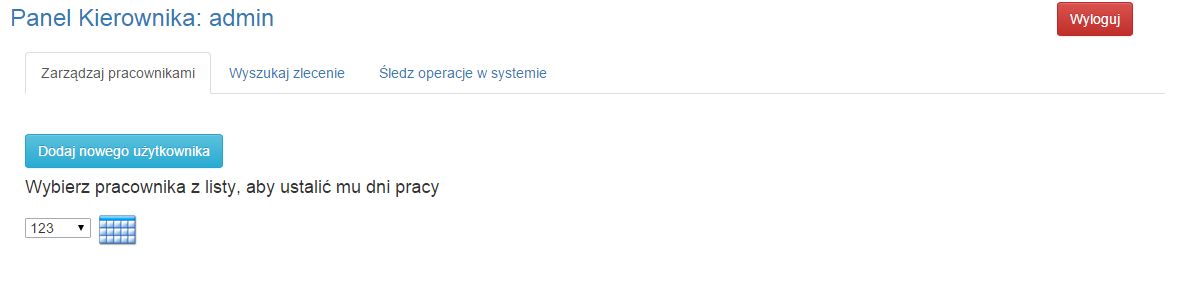 Panel Kierownika: admin
Wyloguj
Zarządzaj pracownikami
Wyszukaj zlecenie
Śledz operacje w systemie
Dodaj nowego użytkownika
Wybierz pracownika z listy, aby ustalić mu dni pracy
123